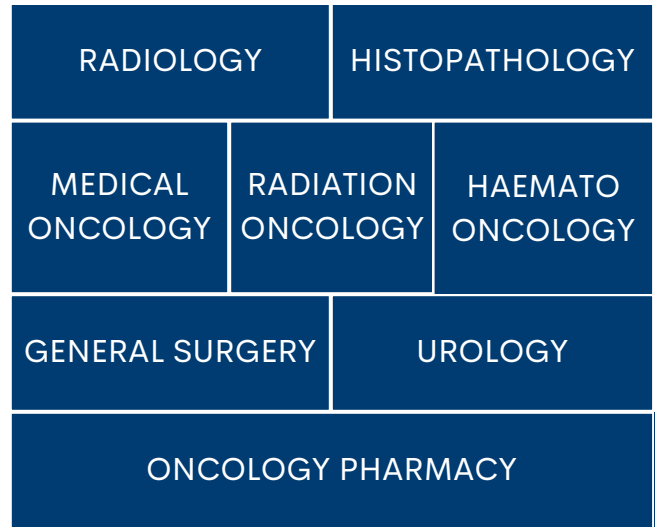 RADIOLOGY
HISTOPATHOLOGY
MEDICAL
ONCOLOGY
RADIATION
ONCOLOGY
HAEMATO
ONCOLOGY
GENERAL SURGERY
UROLOGY
ONCOLOGY PHARMACY